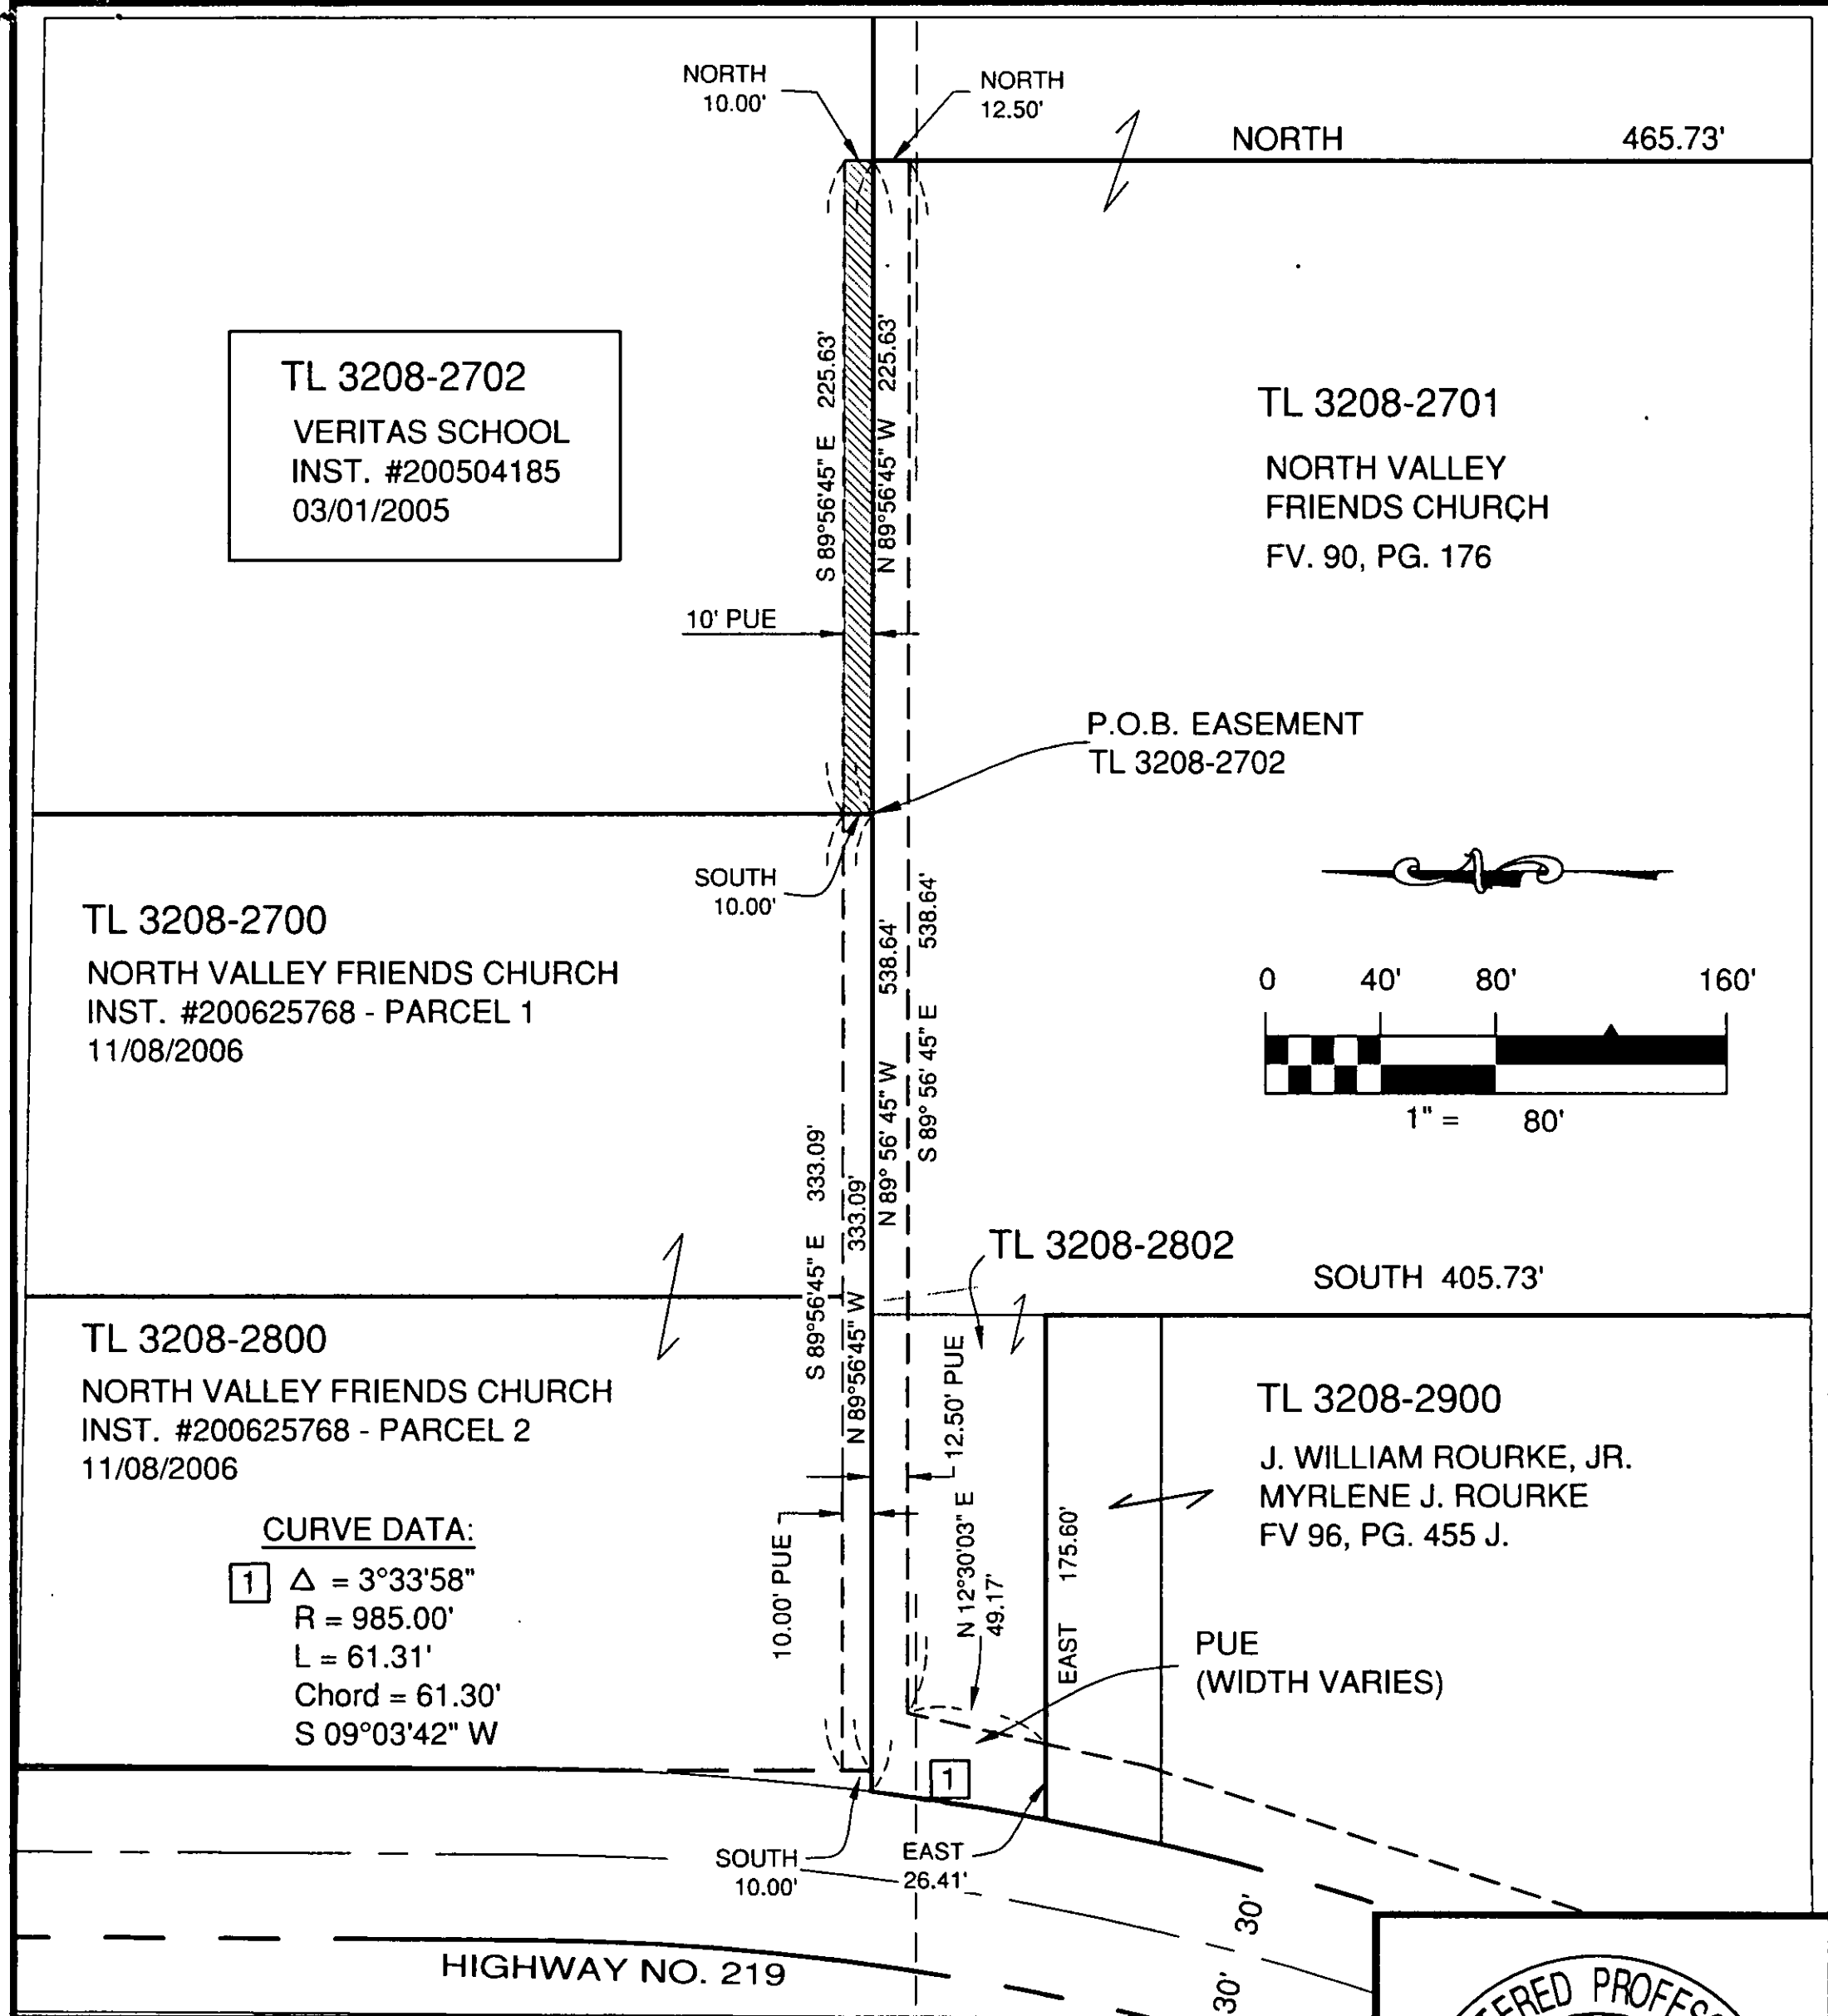 NORTH
10.00'
NORTH
12.50'
NORTH 465.73'
TL 3208-2702
VERITAS SCHOOL
INST. #200504185
03/01/2005
S 89°56'45" E 225.63'
N 89°56'45" W 225.63'
TL 3208-2701
NORTH VALLEY
FRIENDS CHURCH
FV. 90, PG. 176
10' PUE
P.O.B. EASEMENT
TL 3208-2702
SOUTH
10.00'
TL 3208-2700
NORTH VALLEY FRIENDS CHURCH
INST. #200625768 - PARCEL 1
11/08/2006
N 89° 56' 45" W 538.64'
S 89° 56' 45" E 538.64'
0 40' 80' 160'
1" = 80'
S 89°56'45" E 333.09'
N 89°56'45" W 333.09'
TL 3208-2802
SOUTH 405.73'
TL 3208-2800
NORTH VALLEY FRIENDS CHURCH
INST. #200625768 - PARCEL 2
11/08/2006
12.50' PUE
TL 3208-2900
J. WILLIAM ROURKE, JR.
MYRLENE J. ROURKE
FV 96, PG. 455 J.
CURVE DATA:
1 Δ = 3°33'58"
R = 985.00'
L = 61.31'
Chord = 61.30'
S 09°03'42" W
10.00' PUE
N 12°30'03" E
49.17'
EAST 175.60'
PUE
(WIDTH VARIES)
1
SOUTH
10.00'
EAST
26.41'
30'
30'
HIGHWAY NO. 219